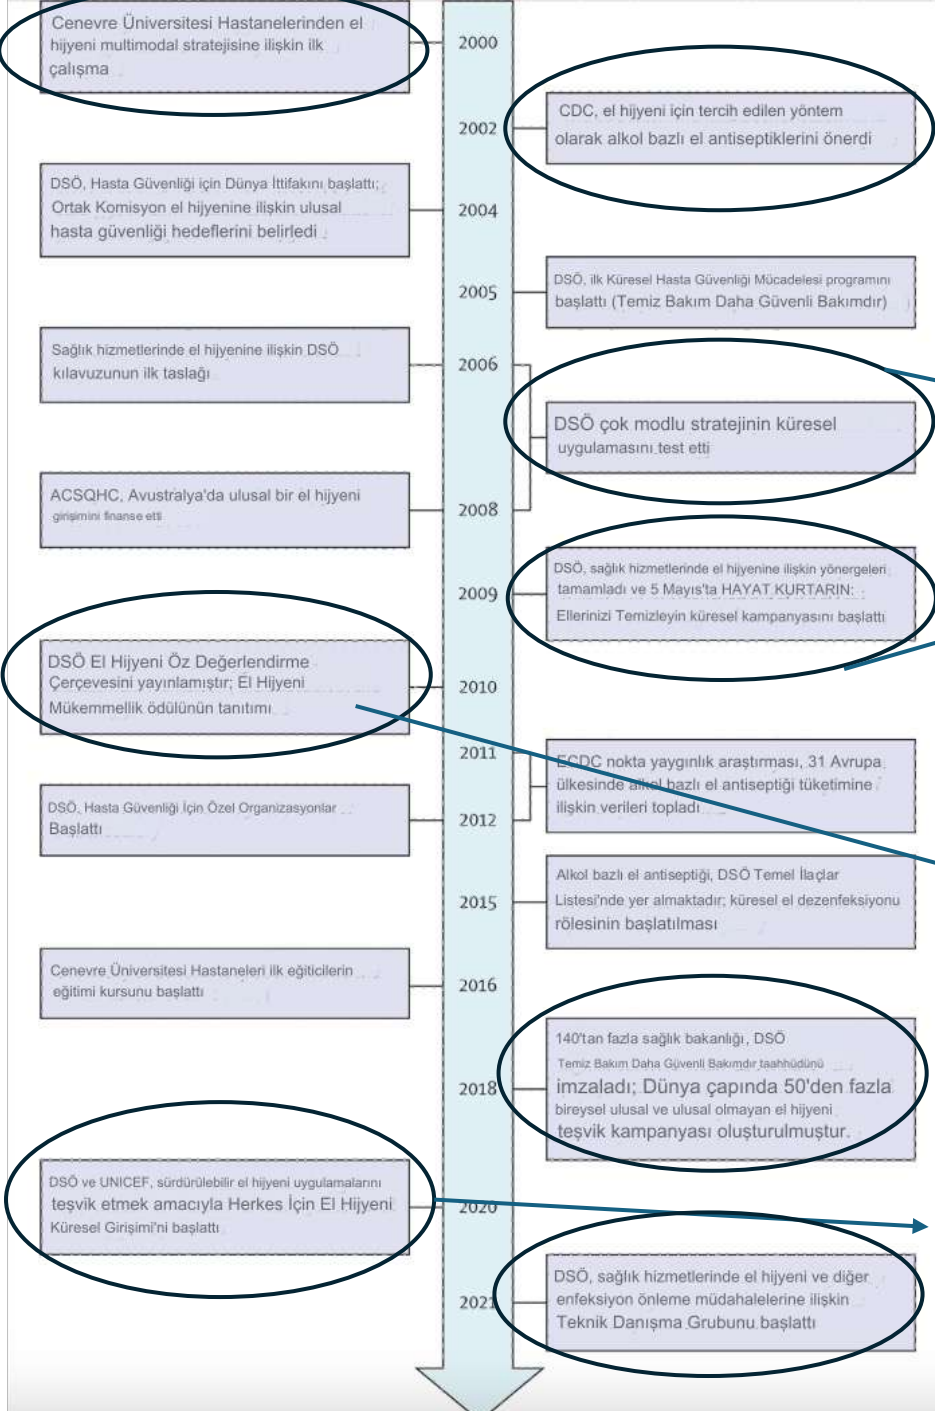 Cenevre Üniversitesi Hastanelerinden el
hijyeni multimodal stratejisine ilişkin ilk
çalışma
2000
CDC, el hijyeni için tercih edilen yöntem
olarak alkol bazlı el antiseptiklerini önerdi
2002
DSÖ, Hasta Güvenliği için Dünya İttifakını başlattı;
Ortak Komisyon el hijyenine ilişkin ulusal
hasta güvenliği hedeflerini belirledi
2004
DSÖ, ilk Küresel Hasta Güvenliği Mücadelesi programını
başlattı (Temiz Bakım Daha Güvenli Bakımdır)
2005
Sağlık hizmetlerinde el hijyenine ilişkin DSÖ
kılavuzunun ilk taslağı
2006
DSÖ çok modlu stratejinin küresel
uygulamasını test etti
ACSQHC, Avustralya'da ulusal bir el hijyeni
girişimini finanse etti
2008
DSÖ, sağlık hizmetlerinde el hijyenine ilişkin yönergeleri
tamamladı ve 5 Mayıs'ta HAYAT KURTARIN:
Ellerinizi Temizleyin küresel kampanyasını başlattı
2009
DSÖ El Hijyeni Öz Değerlendirme
Çerçevesini yayınlamıştır; El Hijyeni
Mükemmellik ödülünün tanıtımı
2010
2011
ECDC nokta yaygınlık araştırması, 31 Avrupa
ülkesinde alkol bazlı el antiseptiği tüketimine
ilişkin verileri topladı
DSÖ, Hasta Güvenliği İçin Özel Organizasyonlar
Başlattı
2012
Alkol bazlı el antiseptiği, DSÖ Temel İlaçlar
Listesi'nde yer almaktadır; küresel el dezenfeksiyonu
rölesinin başlatılması
2015
Cenevre Üniversitesi Hastaneleri ilk eğiticilerin
eğitimi kursunu başlattı
2016
140'tan fazla sağlık bakanlığı, DSÖ
Temiz Bakım Daha Güvenli Bakımdır taahhüdünü
imzaladı; Dünya çapında 50'den fazla
bireysel ulusal ve ulusal olmayan el hijyeni
teşvik kampanyası oluşturulmuştur.
2018
DSÖ ve UNICEF, sürdürülebilir el hijyeni uygulamalarını
teşvik etmek amacıyla Herkes İçin El Hijyeni
Küresel Girişimi'ni başlattı
2020
DSÖ, sağlık hizmetlerinde el hijyeni ve diğer
enfeksiyon önleme müdahalelerine ilişkin
Teknik Danışma Grubunu başlattı
2021